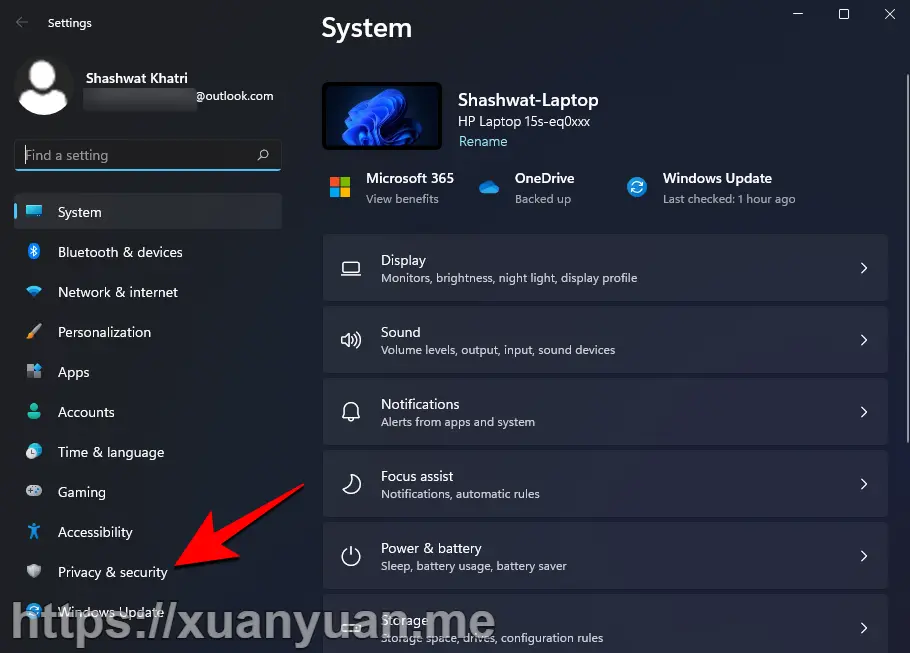 Settings
System
Shashwat Khatri
@outlook.com
Find a setting
System
Bluetooth & devices
Network & internet
Personalization
Apps
Accounts
Time & language
Gaming
Accessibility
Privacy & security
Windows Update
Shashwat-Laptop
HP Laptop 15s-eq0xxx
Rename
Microsoft 365
View benefits
OneDrive
Backed up
Windows Update
Last checked: 1 hour ago
Display
Monitors, brightness, night light, display profile
Sound
Volume levels, output, input, sound devices
Notifications
Alerts from apps and system
Focus assist
Notifications, automatic rules
Power & battery
Sleep, battery usage, battery saver
Storage
Storage space, drives, configuration rules
https://xuanyuan.me